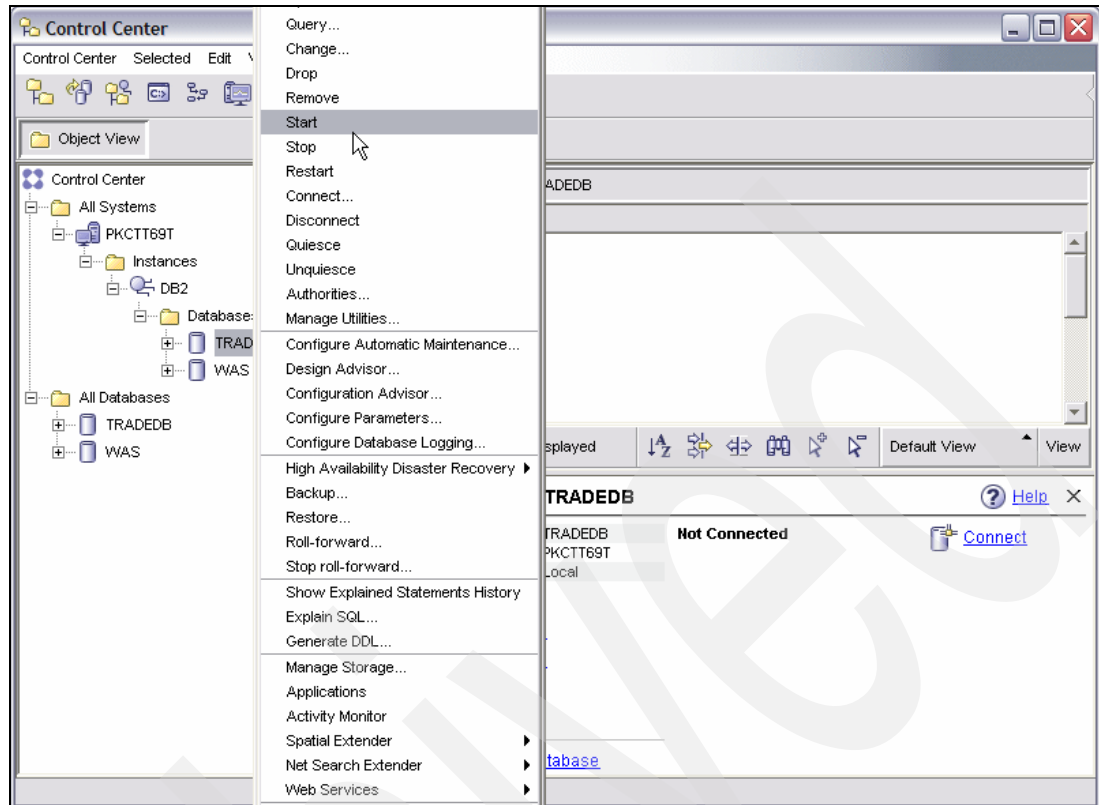 Control Center
Control Center Selected Edit
Object View
Control Center
All Systems
PKCTT69T
Instances
DB2
Database
TRAD
WAS
All Databases
TRADEDB
WAS
Query...
Change...
Drop
Remove
Start
Stop
Restart
Connect...
Disconnect
Quiesce
Unquiesce
Authorities...
Manage Utilities...
Configure Automatic Maintenance...
Design Advisor...
Configuration Advisor...
Configure Parameters...
Configure Database Logging...
High Availability Disaster Recovery
Backup...
Restore...
Roll-forward...
Stop roll-forward...
Show Explained Statements History
Explain SQL...
Generate DDL...
Manage Storage...
Applications
Activity Monitor
Spatial Extender
Net Search Extender
Web Services
ADEDB
splayed Default View View
TRADEDB Help
TRADEDB Not Connected Connect
PKCTT69T
Local
tabase